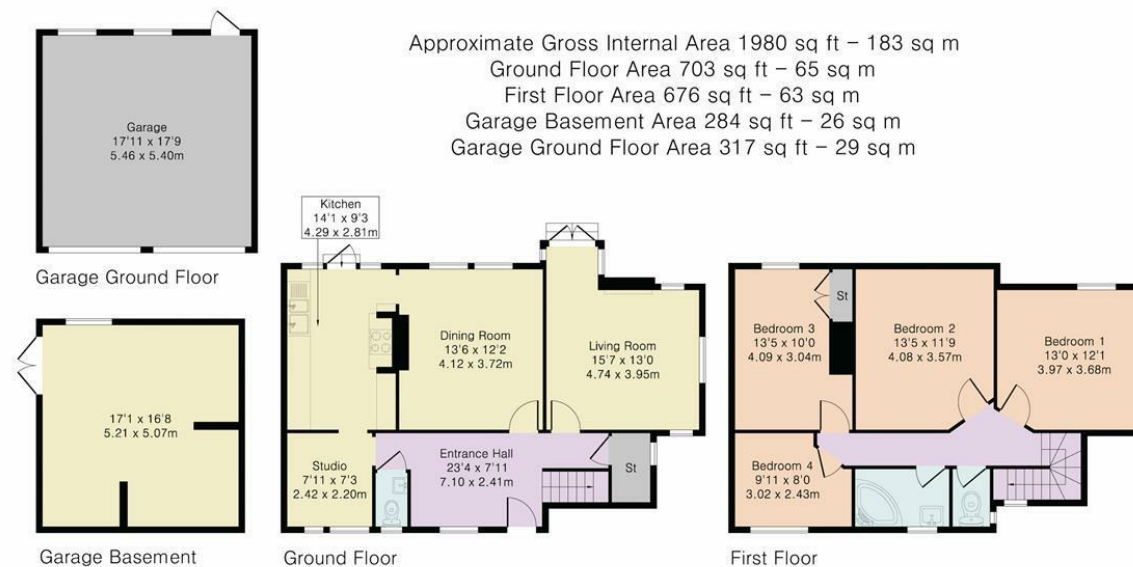 Approximate Gross Internal Area 1980 sq ft – 183 sq m
Ground Floor Area 703 sq ft – 65 sq m
First Floor Area 676 sq ft – 63 sq m
Garage Basement Area 284 sq ft – 26 sq m
Garage Ground Floor Area 317 sq ft – 29 sq m
Garage
17'11 x 17'9
5.46 x 5.40m
Garage Ground Floor
17'1 x 16'8
5.21 x 5.07m
Garage Basement
Kitchen
14'1 x 9'3
4.29 x 2.81m
Dining Room
13'6 x 12'2
4.12 x 3.72m
Living Room
15'7 x 13'0
4.74 x 3.95m
Studio
7'11 x 7'3
2.42 x 2.20m
Entrance Hall
23'4 x 7'11
7.10 x 2.41m
St
Ground Floor
Bedroom 3
13'5 x 10'0
4.09 x 3.04m
St
Bedroom 2
13'5 x 11'9
4.08 x 3.57m
Bedroom 1
13'0 x 12'1
3.97 x 3.68m
Bedroom 4
9'11 x 8'0
3.02 x 2.43m
First Floor